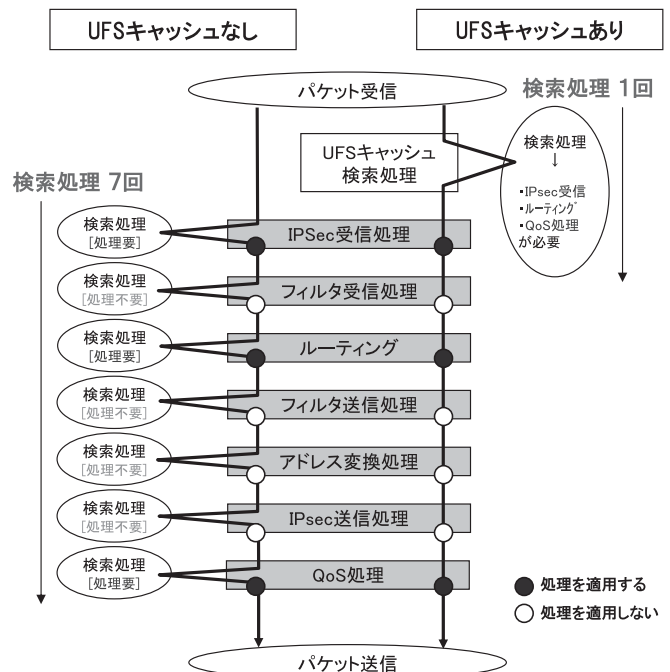 UFSキャッシュなし
UFSキャッシュあり
パケット受信
検索処理 1回
UFSキャッシュ
検索処理
検索処理
↓
・IPsec受信
・ルーティング
・QoS処理
が必要
検索処理 7回
検索処理
[処理要]
IPSec受信処理
検索処理
[処理不要]
フィルタ受信処理
検索処理
[処理要]
ルーティング
検索処理
[処理不要]
フィルタ送信処理
検索処理
[処理不要]
アドレス変換処理
検索処理
[処理不要]
IPsec送信処理
検索処理
[処理要]
QoS処理
処理を適用する
処理を適用しない
パケット送信